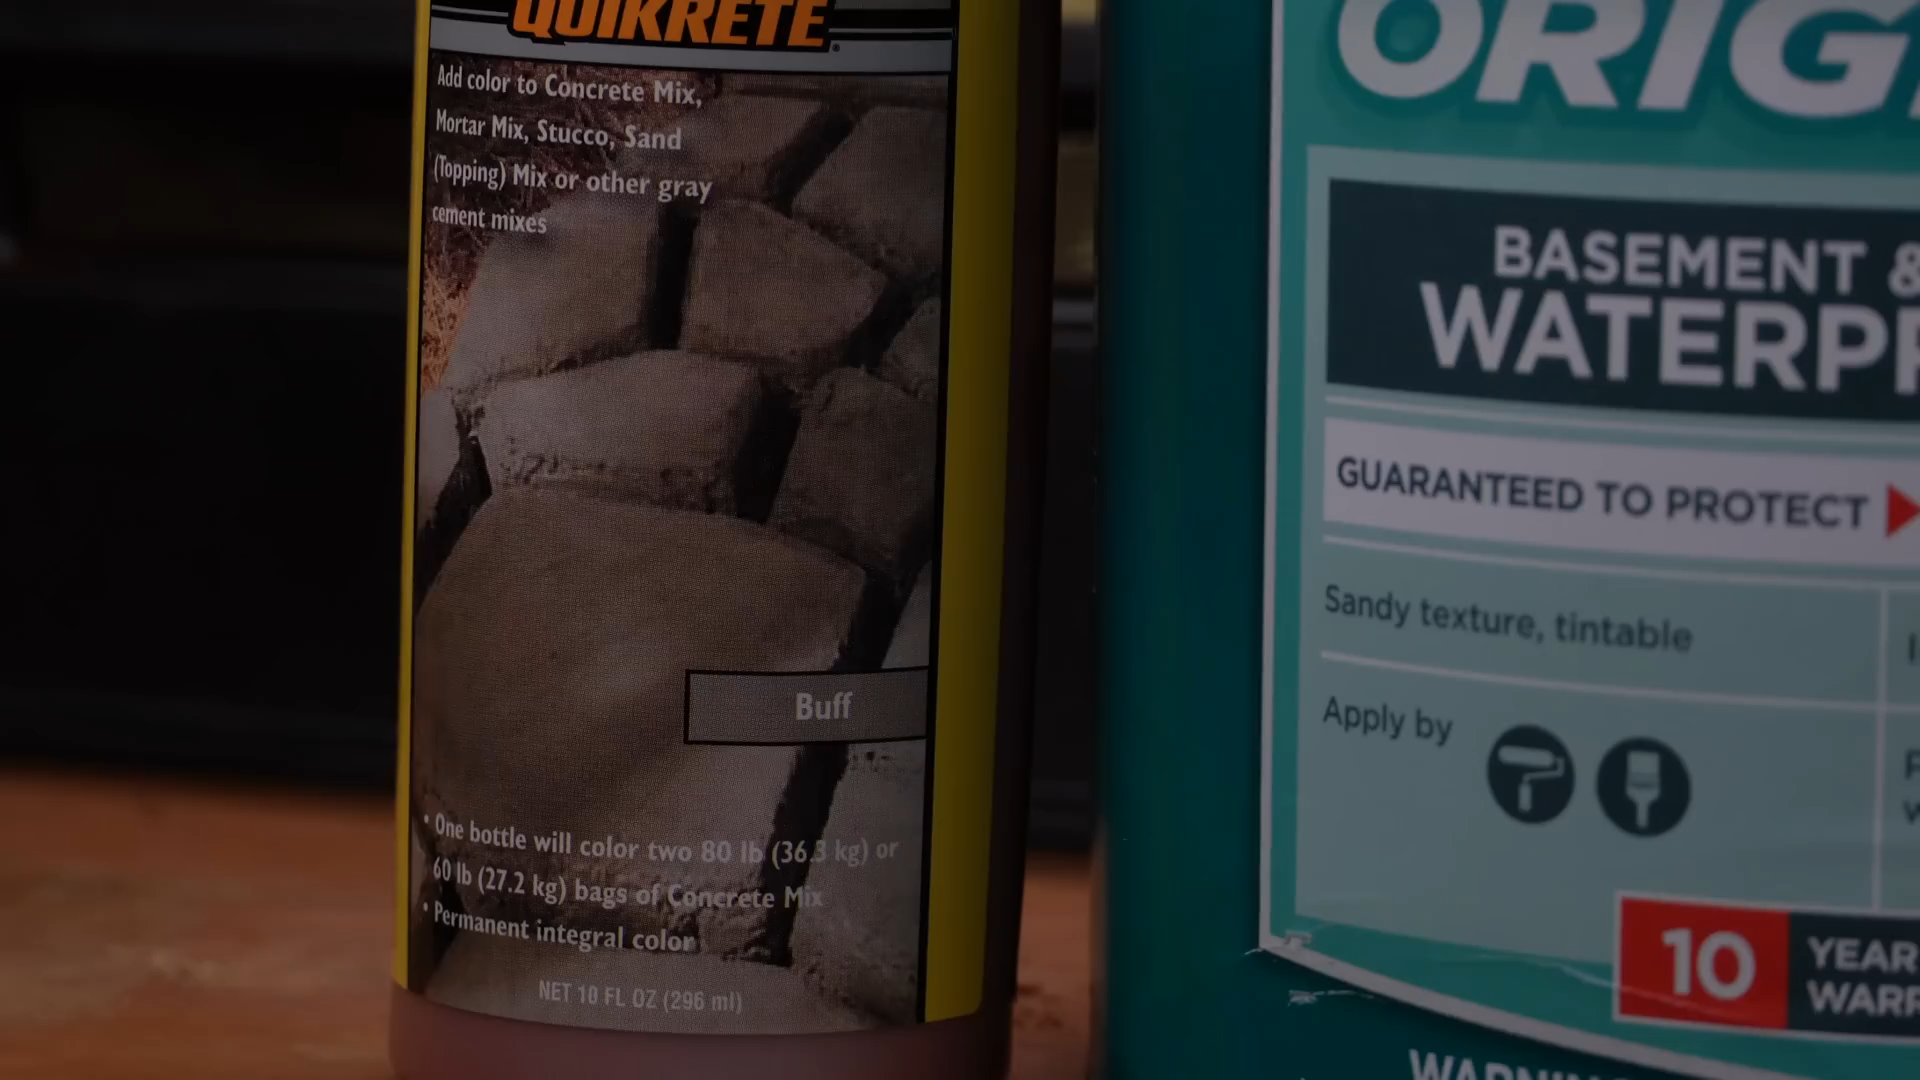 QUIKRETE
Add color to Concrete Mix,
Mortar Mix, Stucco, Sand
(Topping) Mix or other gray
cement mixes
Buff
• One bottle will color two 80 lb (36.3 kg) or
60 lb (27.2 kg) bags of Concrete Mix
• Permanent integral color
NET 10 FL OZ (296 ml)
ORIG
BASEMENT &
WATERP
GUARANTEED TO PROTECT
Sandy texture, tintable
Apply by
10 YEAR
WARR